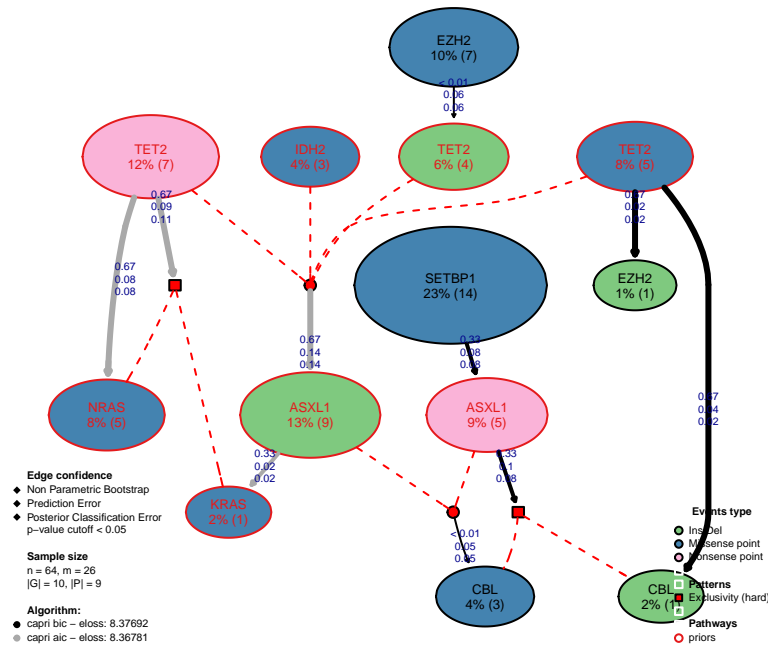 EZH2
10% (7)
< 0.01
0.06
0.06
TET2
12% (7)
IDH2
4% (3)
TET2
6% (4)
TET2
8% (5)
0.67
0.09
0.11
0.02
0.02
SETBP1
23% (14)
EZH2
1% (1)
0.67
0.08
0.08
0.67
0.14
0.14
0.33
0.08
0.08
NRAS
8% (5)
ASXL1
13% (9)
ASXL1
9% (5)
0.04
0.02
0.33
0.02
0.02
0.33
0.1
0.08
KRAS
2% (1)
< 0.01
0.05
0.05
CBL
4% (3)
CBL
2% (1)
Edge confidence
Non Parametric Bootstrap
Prediction Error
Posterior Classification Error
p−value cutoff < 0.05
Sample size
n = 64, m = 26
|G| = 10, |P| = 9
Algorithm:
capri bic − eloss: 8.37692
capri aic − eloss: 8.36781
Events type
Ins/Del
Missense point
Nonsense point
Patterns
Exclusivity (hard)
Pathways
priors